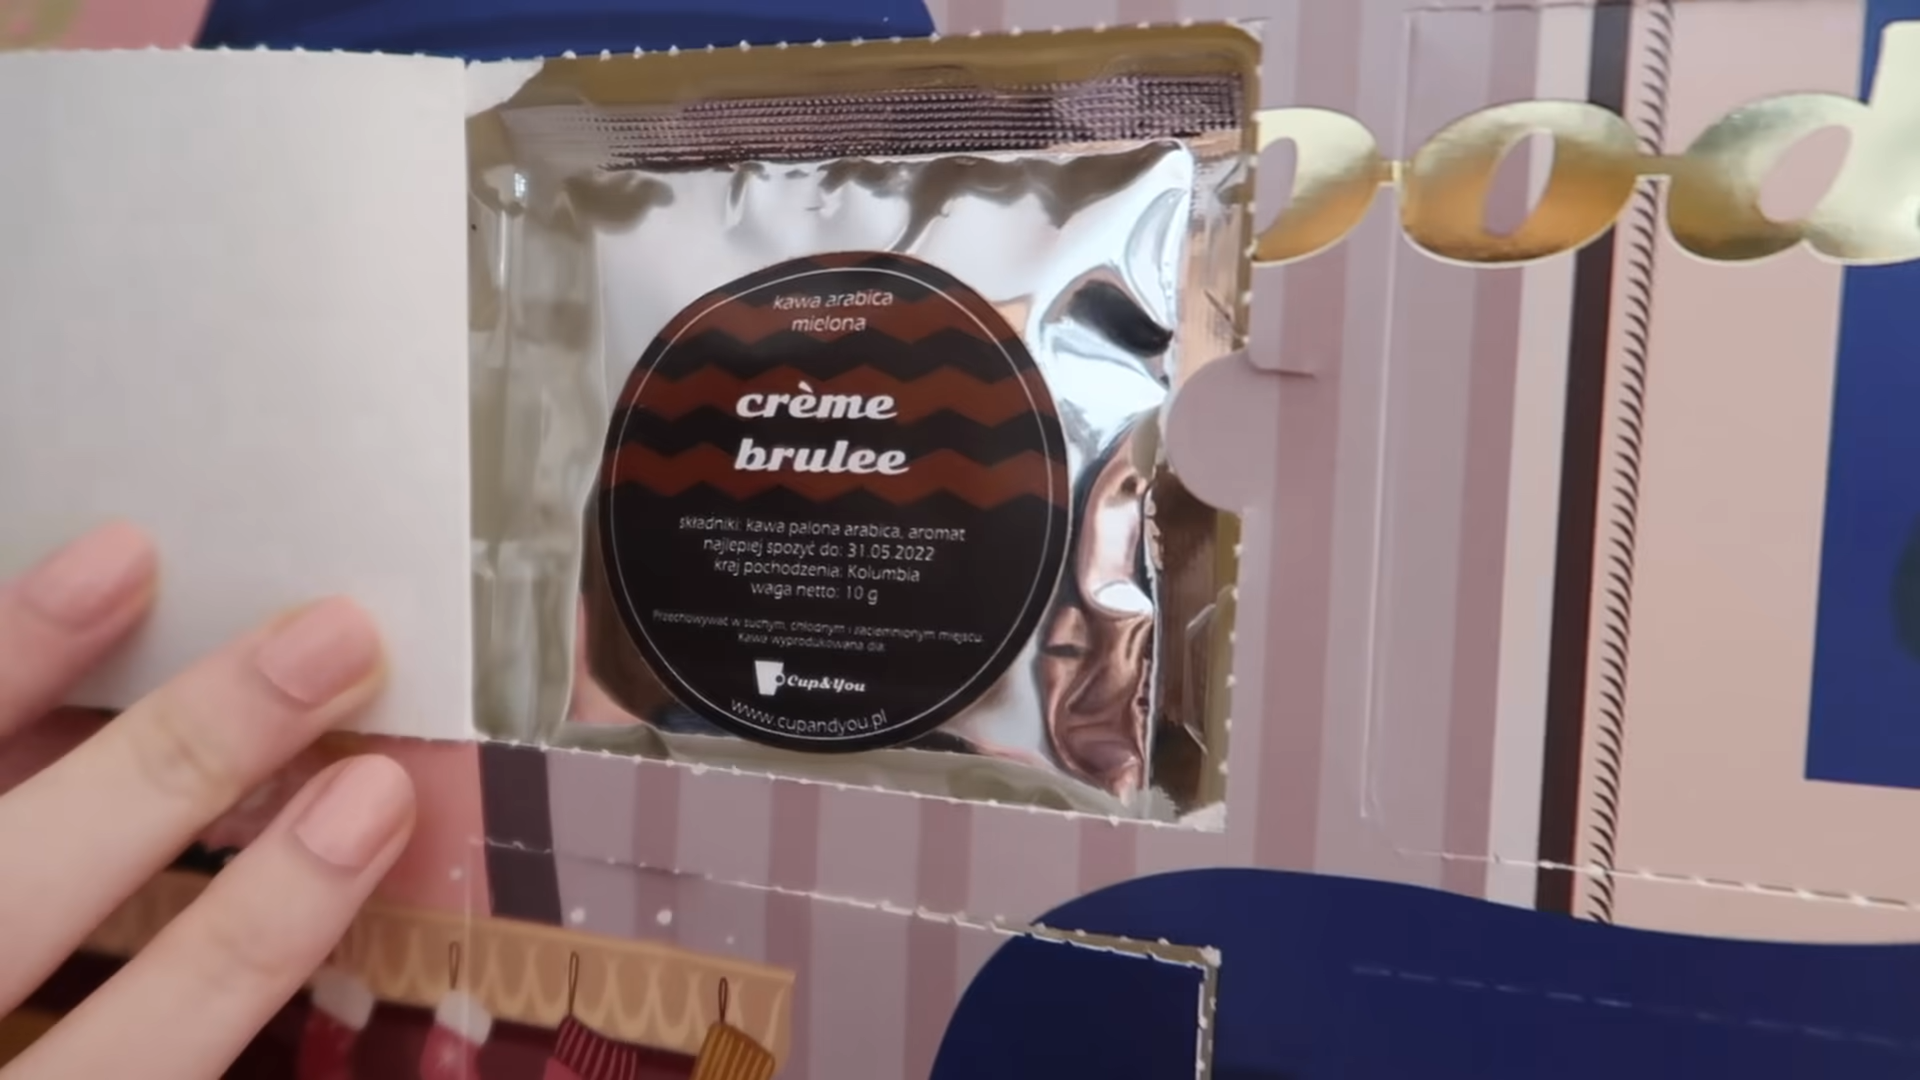 kawa arabica
mielona
crème
brulee
składniki: kawa palona arabica, aromat
najlepiej spożyć do: 31.05.2022
kraj pochodzenia: Kolumbia
waga netto: 10 g
Przechowywać w suchym, chłodnym i zaciemnionym miejscu.
Kawa wyprodukowana dla:
Cup&You
www.cupandyou.pl